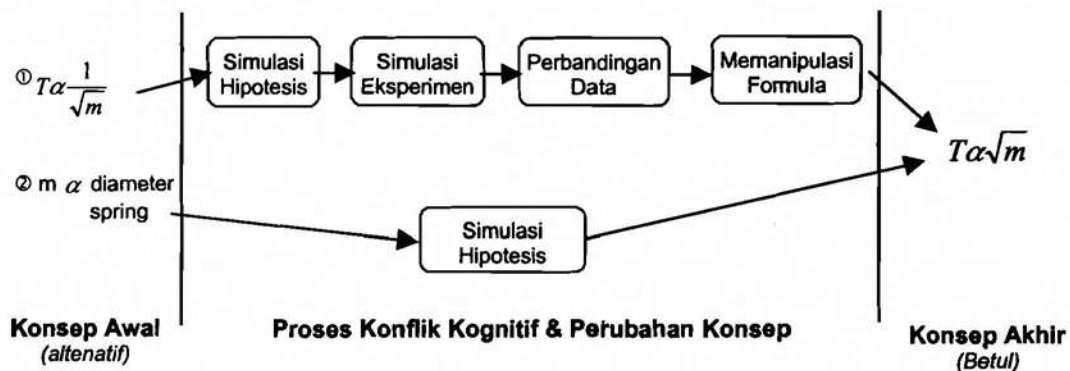 ① Tα 1/√m
Simulasi
Hipotesis
Simulasi
Eksperimen
Perbandingan
Data
Memanipulasi
Formula
Tα√m
② m α diameter
spring
Simulasi
Hipotesis
Konsep Awal
(altenatif)
Proses Konflik Kognitif & Perubahan Konsep
Konsep Akhir
(Betul)